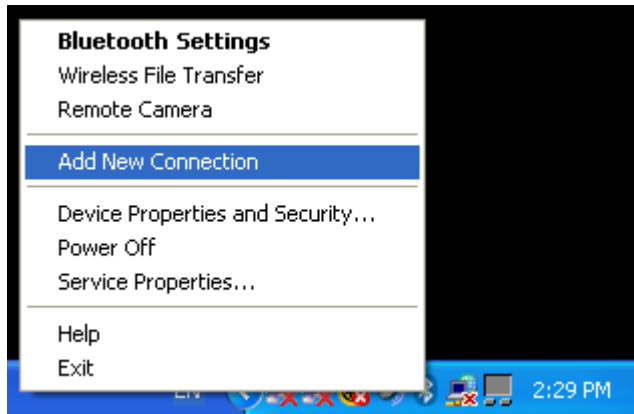 Bluetooth Settings
Wireless File Transfer
Remote Camera
Add New Connection
Device Properties and Security...
Power Off
Service Properties...
Help
Exit
2:29 PM